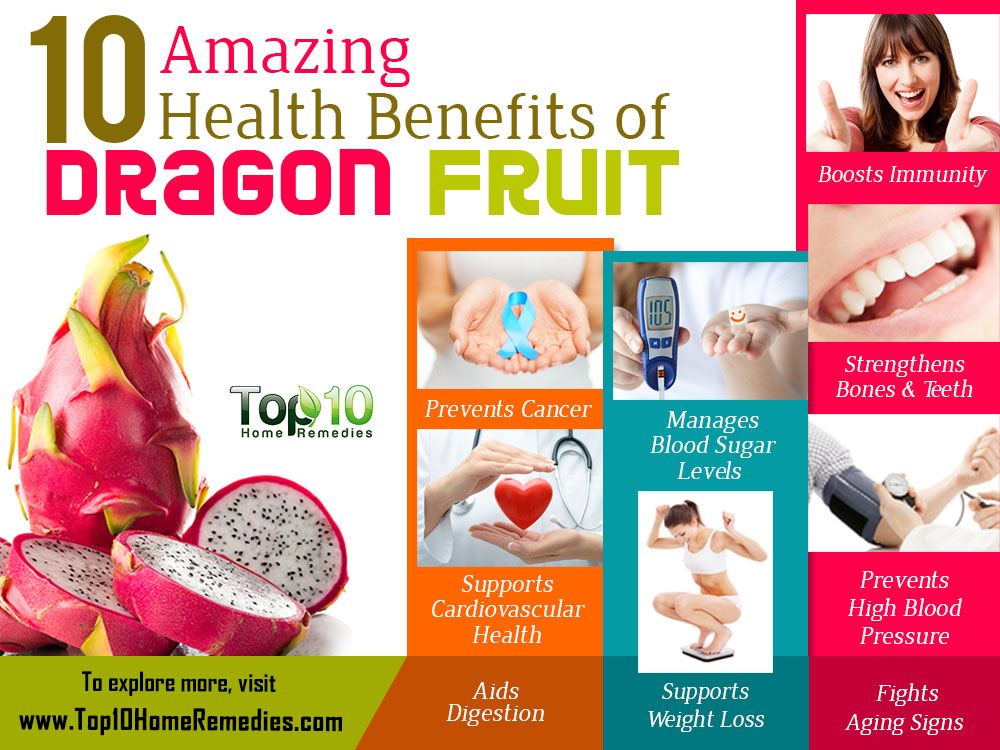 10 Amazing
Health Benefits of
DRAGON FRUIT
Top10
Home Remedies
Prevents Cancer
Supports
Cardiovascular
Health
Aids
Digestion
105
Manages
Blood Sugar
Levels
Supports
Weight Loss
Boosts Immunity
Strengthens
Bones & Teeth
Prevents
High Blood
Pressure
Fights
Aging Signs
To explore more, visit
www.Top10HomeRemedies.com